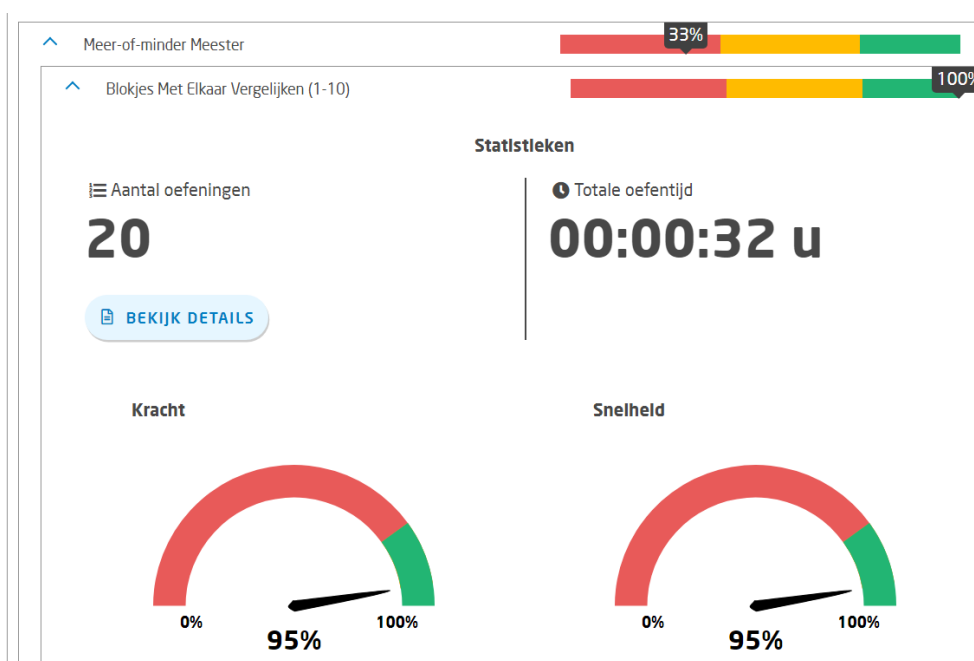 Meer-of-minder Meester
33%
Blokjes Met Elkaar Vergelijken (1-10)
100%
Statistieken
Aantal oefeningen
20
Totale oefentijd
00:00:32 u
BEKIJK DETAILS
Kracht
Snelheid
0%
100%
95%
0%
100%
95%